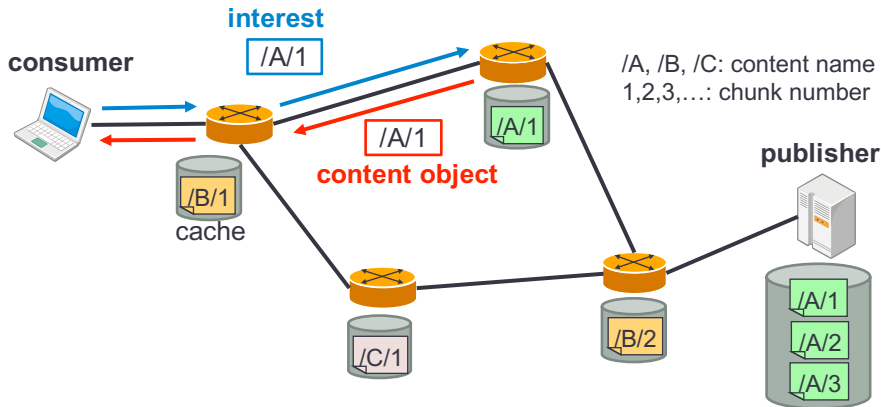 interest
/A/1
consumer
/A, /B, /C: content name
1,2,3,…: chunk number
/A/1
/A/1
content object
publisher
/B/1
cache
/A/1
/C/1
/B/2
/A/2
/A/3